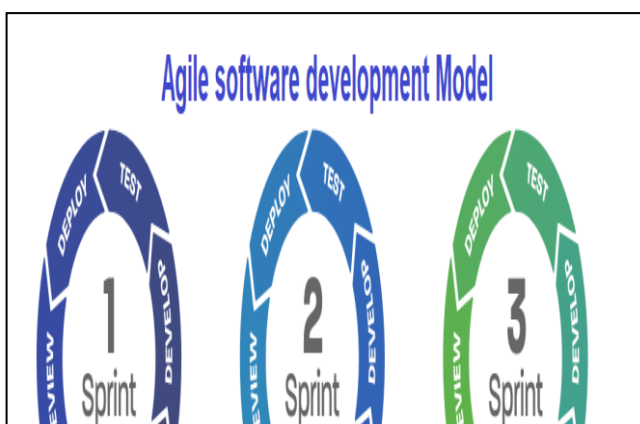 Agile software development Model
DEPLOY
TEST
DEVELOP
1
Sprint
DEPLOY
TEST
DEVELOP
2
Sprint
DEPLOY
TEST
DEVELOP
3
Sprint